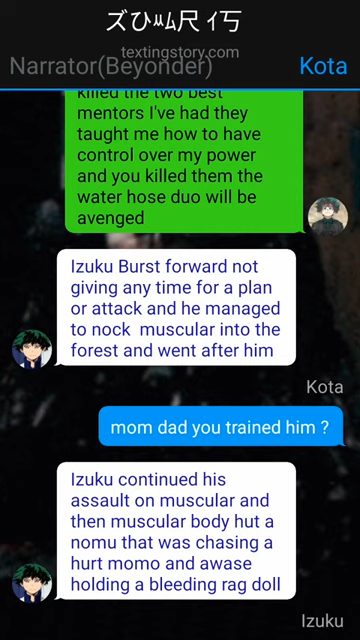 ズひﾶム尺 ｲ丂
textingstory.com
Narrator(Beyonder)
Kota
killed the two best
mentors I've had they
taught me how to have
control over my power
and you killed them the
water hose duo will be
avenged
Izuku Burst forward not
giving any time for a plan
or attack and he managed
to nock  muscular into the
forest and went after him
Kota
mom dad you trained him ?
Izuku continued his
assault on muscular and
then muscular body hut a
nomu that was chasing a
hurt momo and awase
holding a bleeding rag doll
Izuku